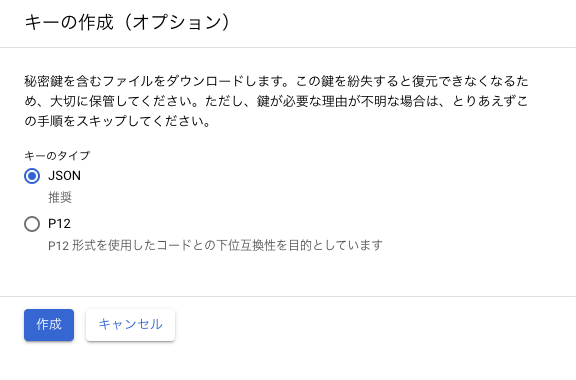 キーの作成（オプション）
秘密鍵を含むファイルをダウンロードします。この鍵を紛失すると復元できなくなるた
め、大切に保管してください。ただし、鍵が必要な理由が不明な場合は、とりあえずこ
の手順をスキップしてください。
キーのタイプ
JSON
推奨
P12
P12 形式を使用したコードとの下位互換性を目的としています
作成
キャンセル